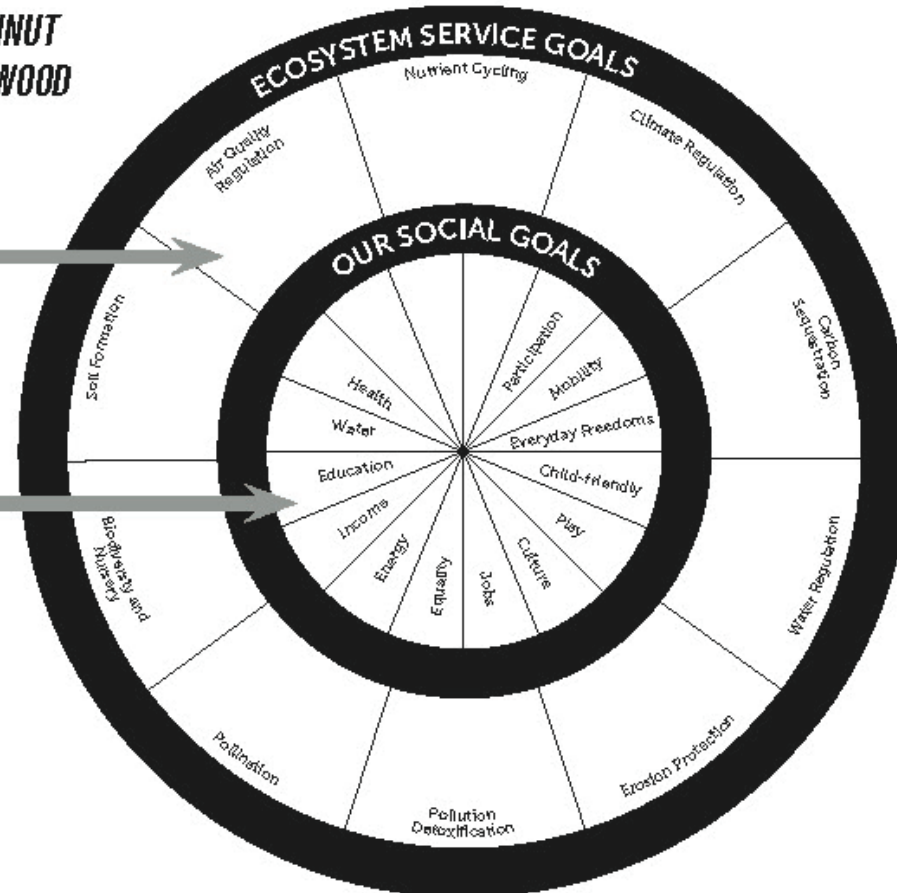 NUT
WOOD
ECOSYSTEM SERVICE GOALS
Nutrient Cycling
Air Quality
Regulation
Climate Regulation
OUR SOCIAL GOALS
Soil Formation
Carbon
Sequestration
Participation
Mobility
Health
Water
Everyday Freedoms
Education
Child-friendly
Income
Play
Energy
Culture
Equality
Jobs
Biodiversity and
Nursery
Water Regulation
Pollination
Erosion Protection
Pollution
Detoxification